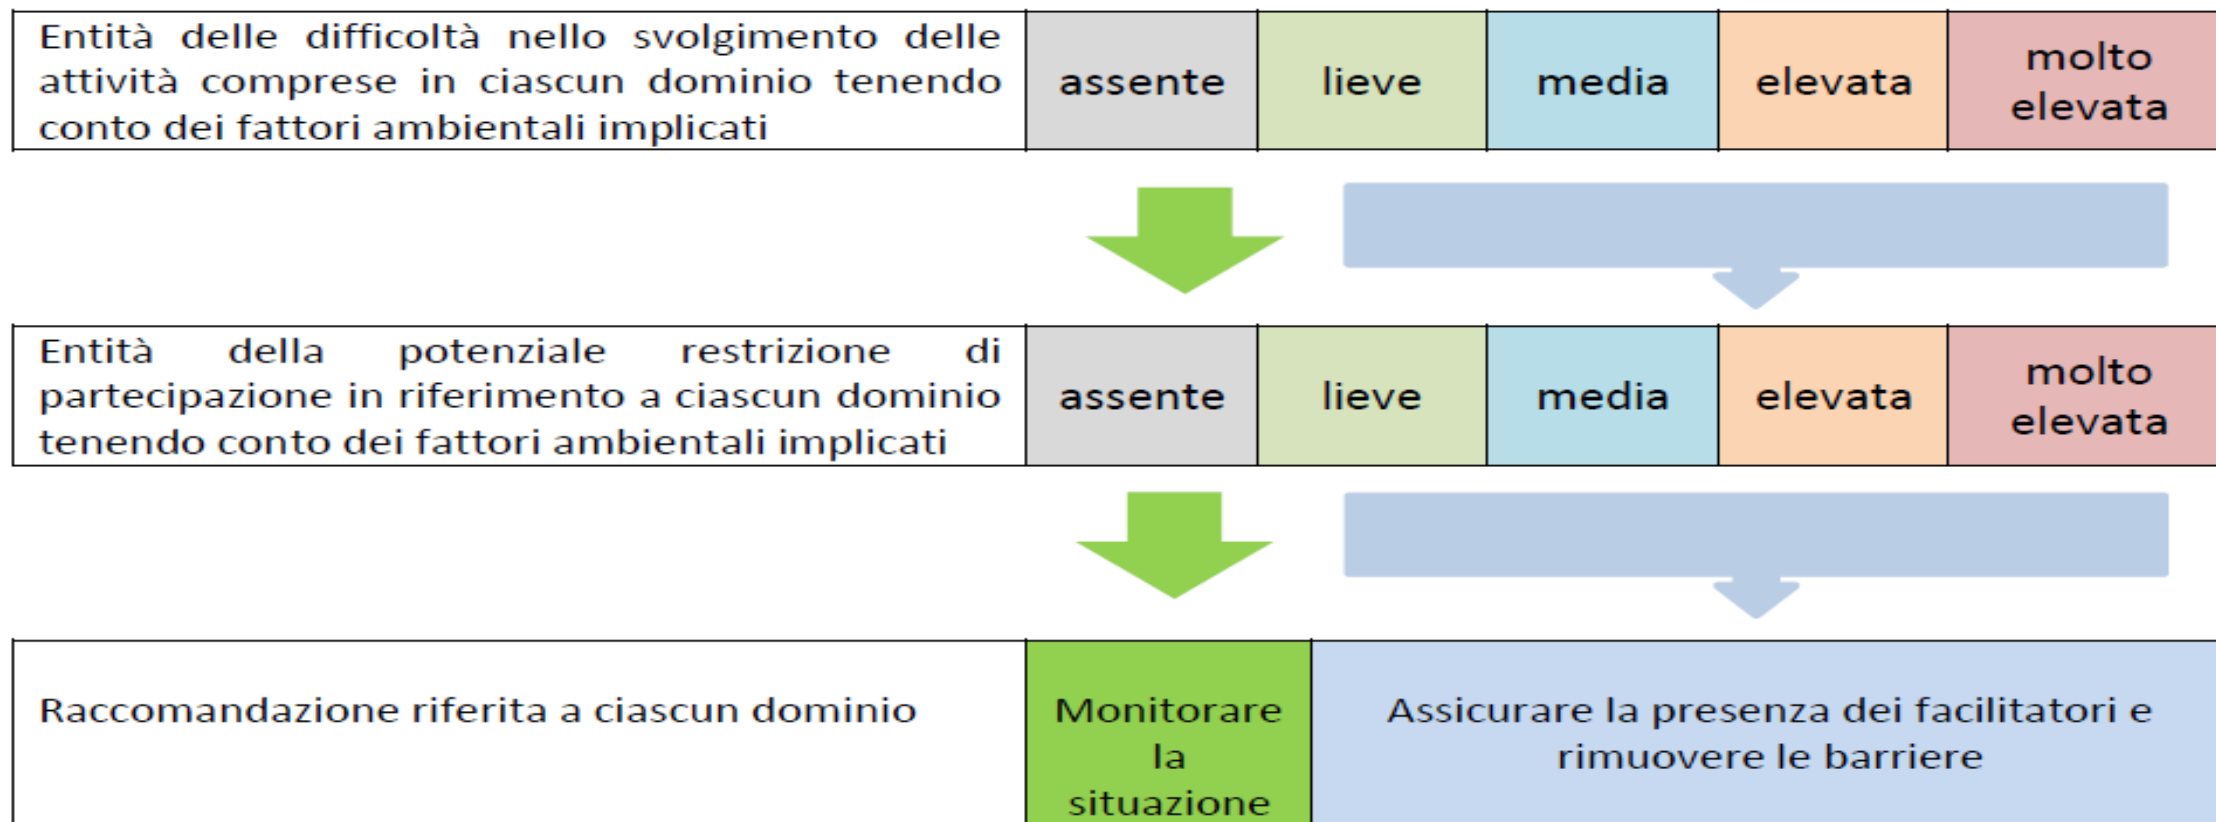 Entità delle difficoltà nello svolgimento delle
attività comprese in ciascun dominio tenendo
conto dei fattori ambientali implicati
assente
lieve
media
elevata
molto
elevata
Entità della potenziale restrizione di
partecipazione in riferimento a ciascun dominio
tenendo conto dei fattori ambientali implicati
assente
lieve
media
elevata
molto
elevata
Raccomandazione riferita a ciascun dominio
Monitorare
la
situazione
Assicurare la presenza dei facilitatori e
rimuovere le barriere